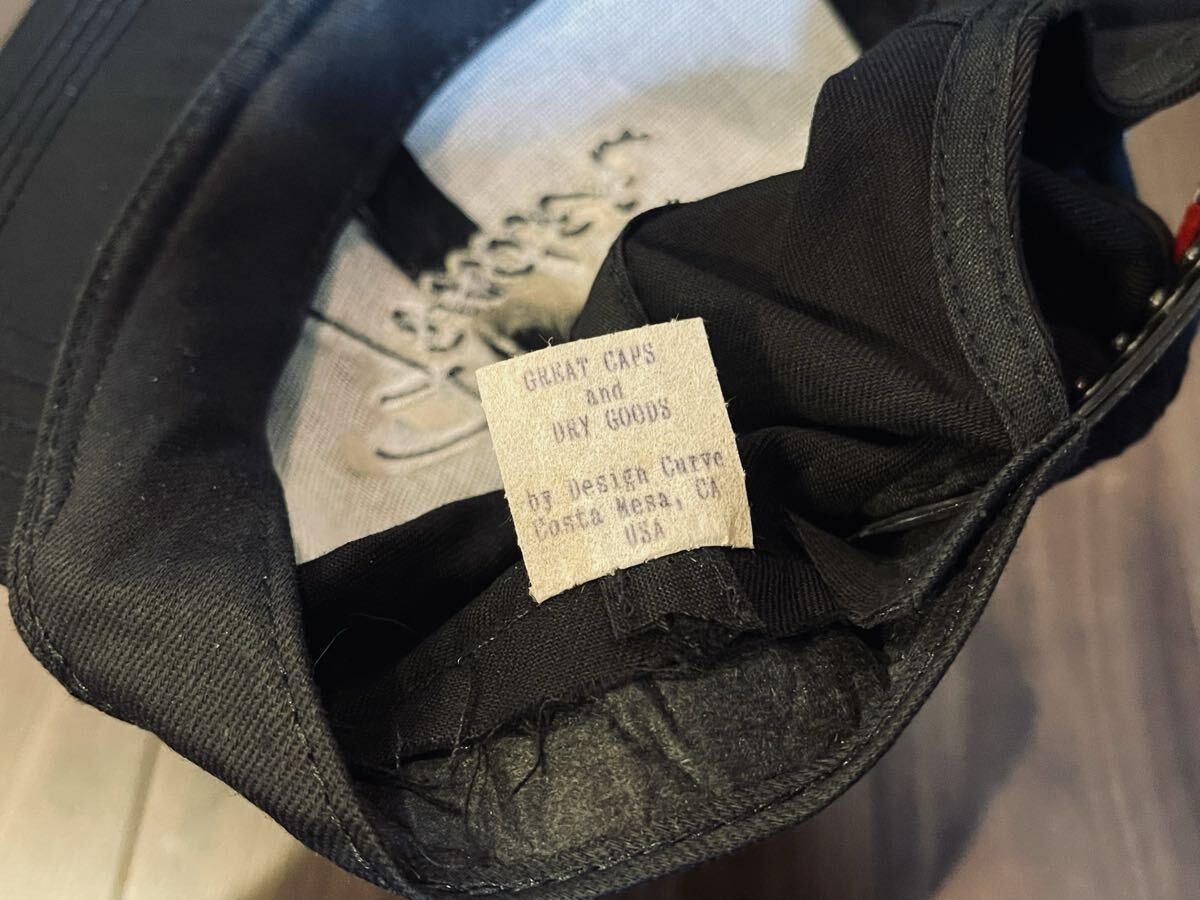 GREAT CAPS
and
DRY GOODS
by Design Curve
Costa Mesa, CA
USA